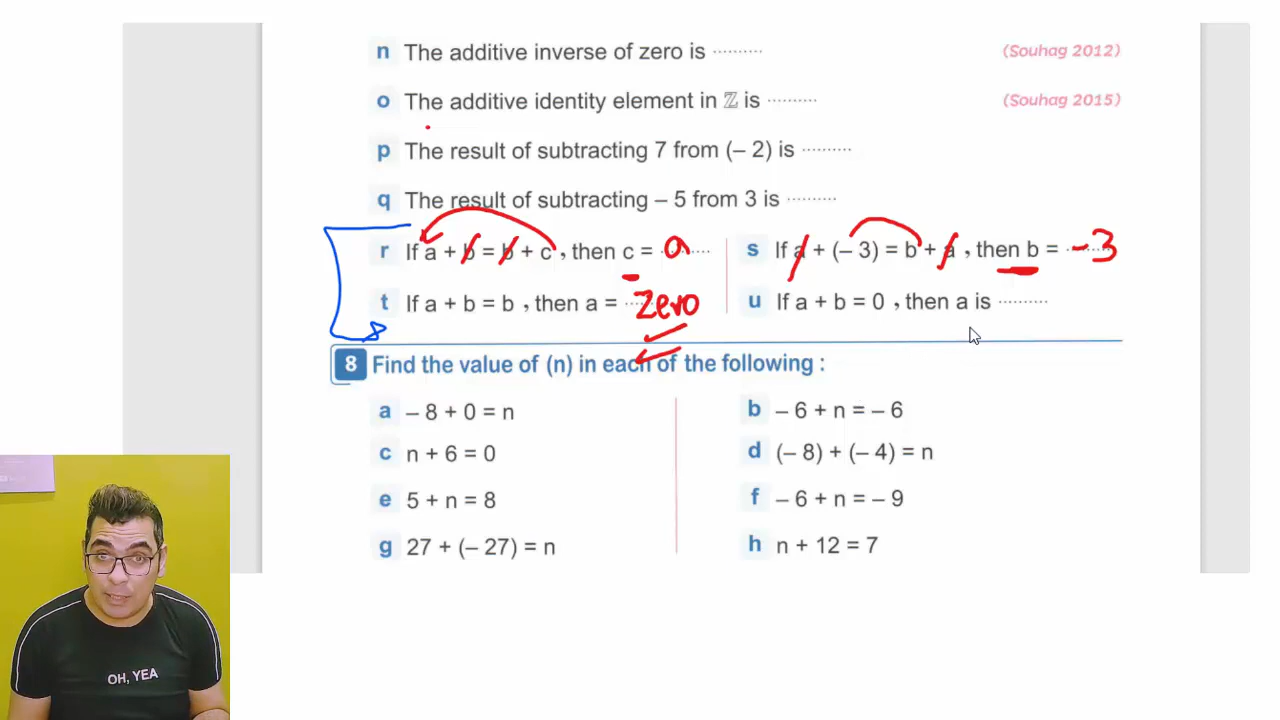 n The additive inverse of zero is .......... (Souhag 2012)
o The additive identity element in ℤ is .......... (Souhag 2015)
p The result of subtracting 7 from (– 2) is ..........
q The result of subtracting – 5 from 3 is ..........
r If a + b = b + c , then c = a
s If a + (– 3) = b + a , then b = -3
t If a + b = b , then a = zero
u If a + b = 0 , then a is ..........
8 Find the value of (n) in each of the following :
a – 8 + 0 = n
b – 6 + n = – 6
c n + 6 = 0
d (– 8) + (– 4) = n
e 5 + n = 8
f – 6 + n = – 9
g 27 + (– 27) = n
h n + 12 = 7
OH, YEA